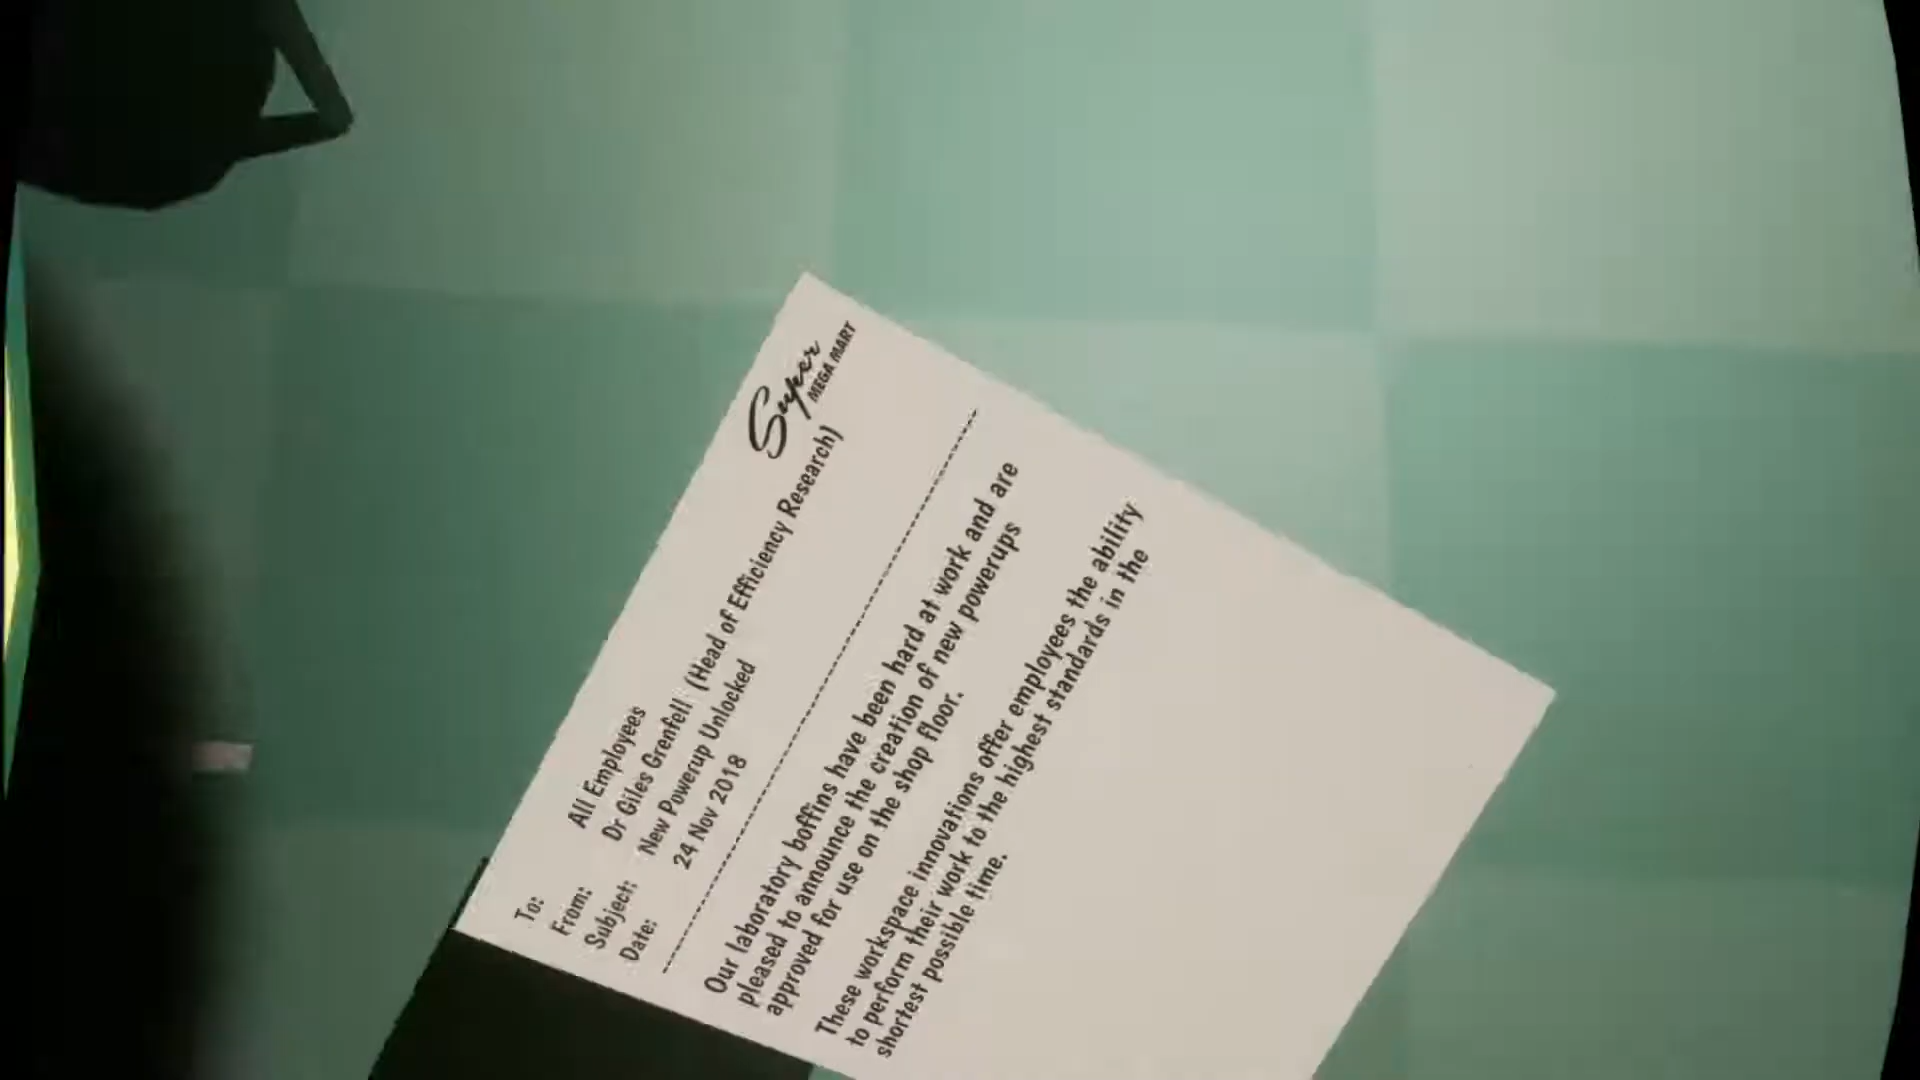 Super
MEGA MART
To: All Employees
From: Dr Giles Grenfell (Head of Efficiency Research)
Subject: New Powerup Unlocked
Date: 24 Nov 2018
Our laboratory boffins have been hard at work and are
pleased to announce the creation of new powerups
approved for use on the shop floor.
These workspace innovations offer employees the ability
to perform their work to the highest standards in the
shortest possible time.